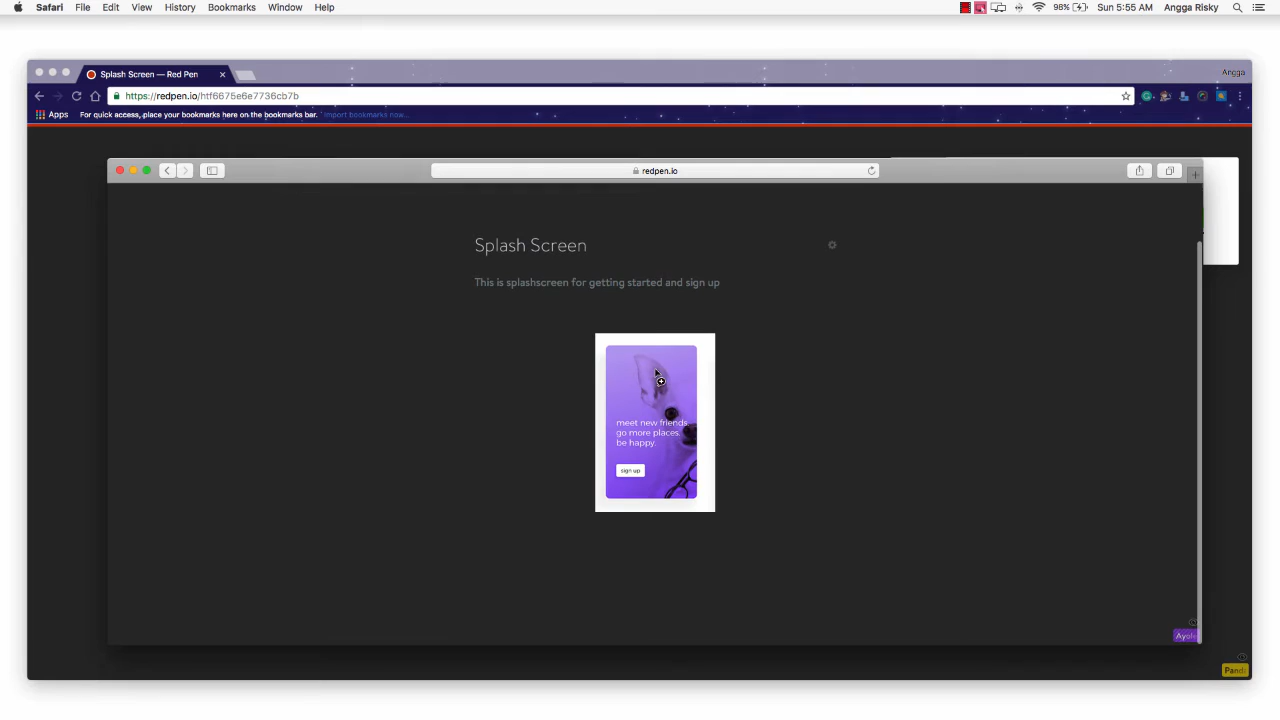 Safari File Edit View History Bookmarks Window Help 98% Sun 5:55 AM Angga Risky
Splash Screen — Red Pen Angga
https://redpen.io/htf6675e6e7736cb7b
Apps For quick access, place your bookmarks here on the bookmarks bar. Import bookmarks now...
redpen.io
Splash Screen
This is splashscreen for getting started and sign up
meet new friends,
go more places,
be happy.
sign up